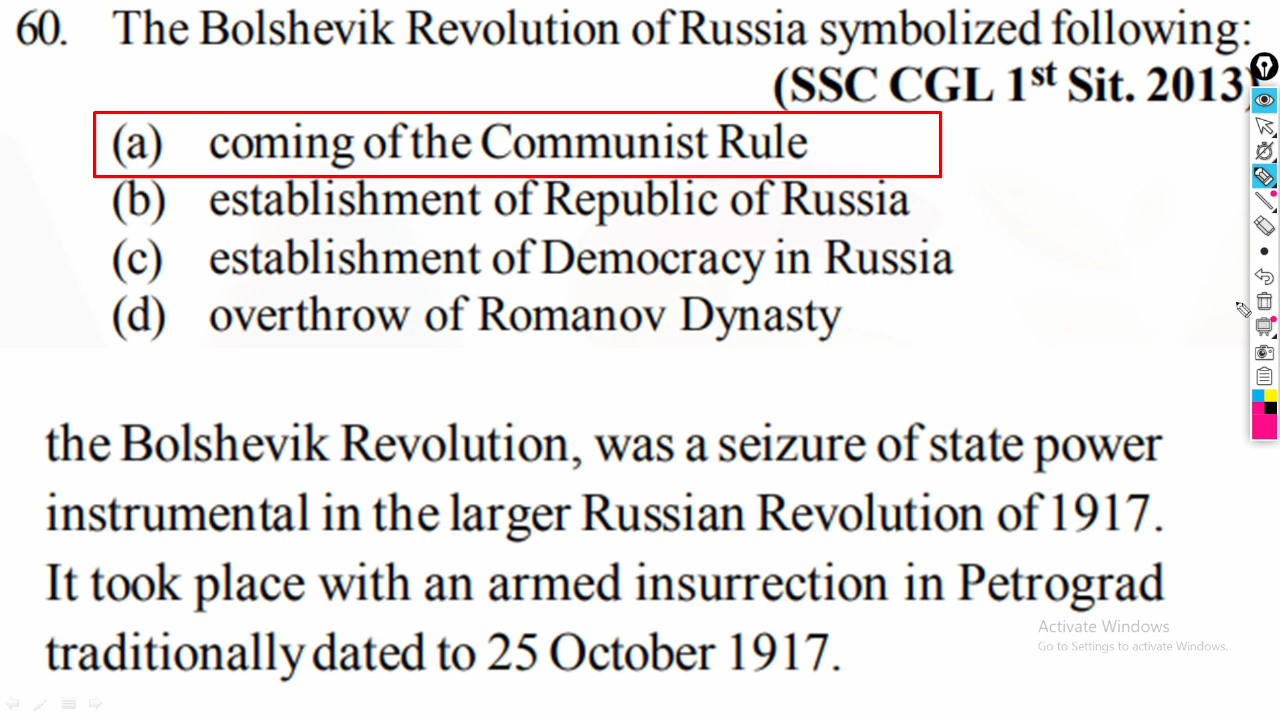 60. The Bolshevik Revolution of Russia symbolized following:
(SSC CGL 1st Sit. 2013)
(a) coming of the Communist Rule
(b) establishment of Republic of Russia
(c) establishment of Democracy in Russia
(d) overthrow of Romanov Dynasty
the Bolshevik Revolution, was a seizure of state power
instrumental in the larger Russian Revolution of 1917.
It took place with an armed insurrection in Petrograd
traditionally dated to 25 October 1917.
Activate Windows
Go to Settings to activate Windows.